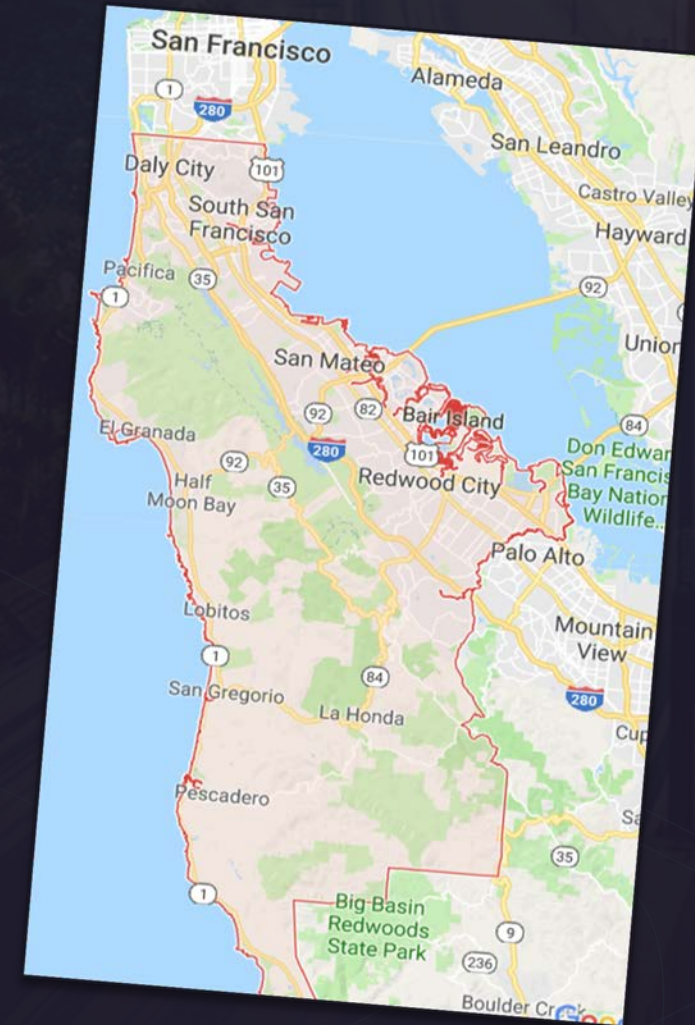 San Francisco
Alameda
1
280
San Leandro
Daly City
101
Castro Valley
South San
Francisco
Hayward
Pacifica
35
1
92
San Mateo
Union
92
82
Bair Island
84
El Granada
280
101
Don Edwar
San Francis
Bay Nation
Wildlife...
92
35
Redwood City
Half
Moon Bay
Palo Alto
Lobitos
Mountain
View
1
84
280
San Gregorio
La Honda
Cup
Pescadero
Sa
35
1
Big Basin
Redwoods
State Park
9
236
Boulder Creek